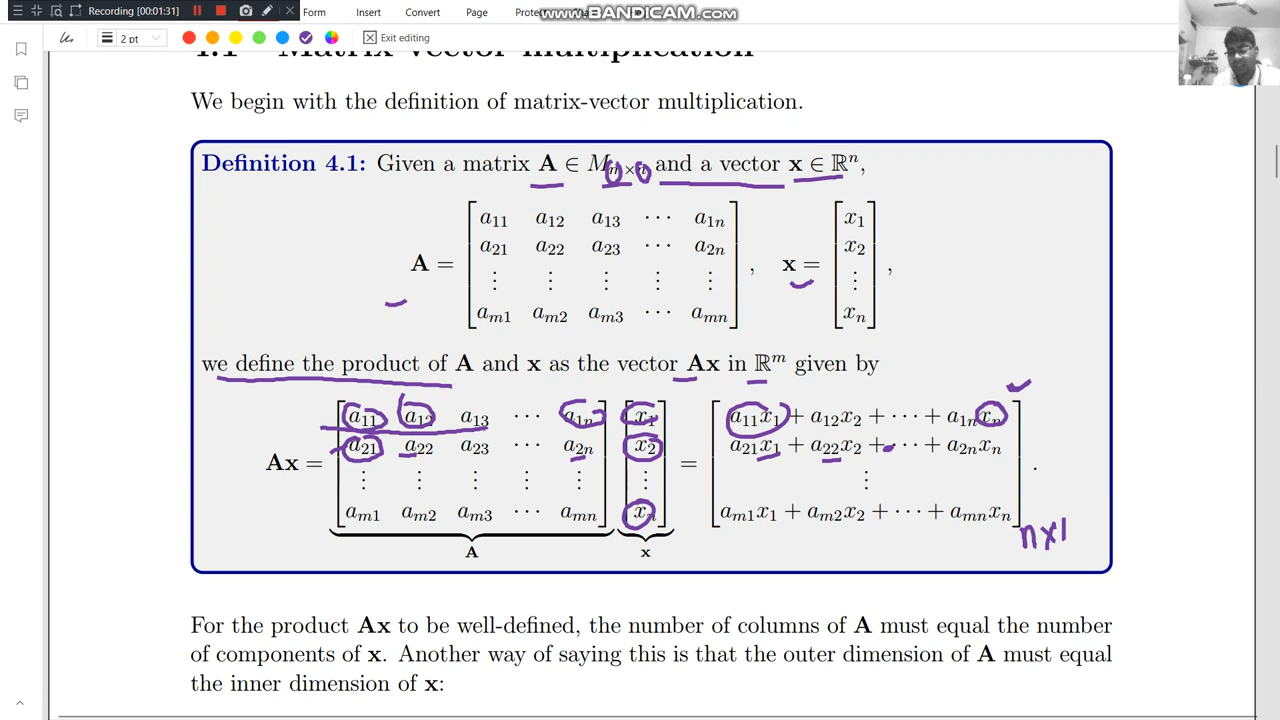 Recording [00:01:31] Form Insert Convert Page
www.BANDICAM.com
2 pt Exit editing
We begin with the definition of matrix-vector multiplication.
Definition 4.1: Given a matrix A ∈ M and a vector x ∈ ℝⁿ,
A = [a₁₁ a₁₂ a₁₃ ⋯ a₁ₙ
a₂₁ a₂₂ a₂₃ ⋯ a₂ₙ
⋮ ⋮ ⋮ ⋮ ⋮
aₘ₁ aₘ₂ aₘ₃ ⋯ aₘₙ], x = [x₁
x₂
⋮
xₙ],
we define the product of A and x as the vector Ax in ℝᵐ given by
Ax = [a₁₁ a₁₂ a₁₃ ⋯ a₁ₙ
a₂₁ a₂₂ a₂₃ ⋯ a₂ₙ
⋮ ⋮ ⋮ ⋮ ⋮
aₘ₁ aₘ₂ aₘ₃ ⋯ aₘₙ] [x₁
x₂
⋮
xₙ] = [a₁₁x₁ + a₁₂x₂ + ⋯ + a₁ₙxₙ
a₂₁x₁ + a₂₂x₂ + ⋯ + a₂ₙxₙ
⋮
aₘ₁x₁ + aₘ₂x₂ + ⋯ + aₘₙxₙ].
n×1
A x
For the product Ax to be well-defined, the number of columns of A must equal the number
of components of x. Another way of saying this is that the outer dimension of A must equal
the inner dimension of x: